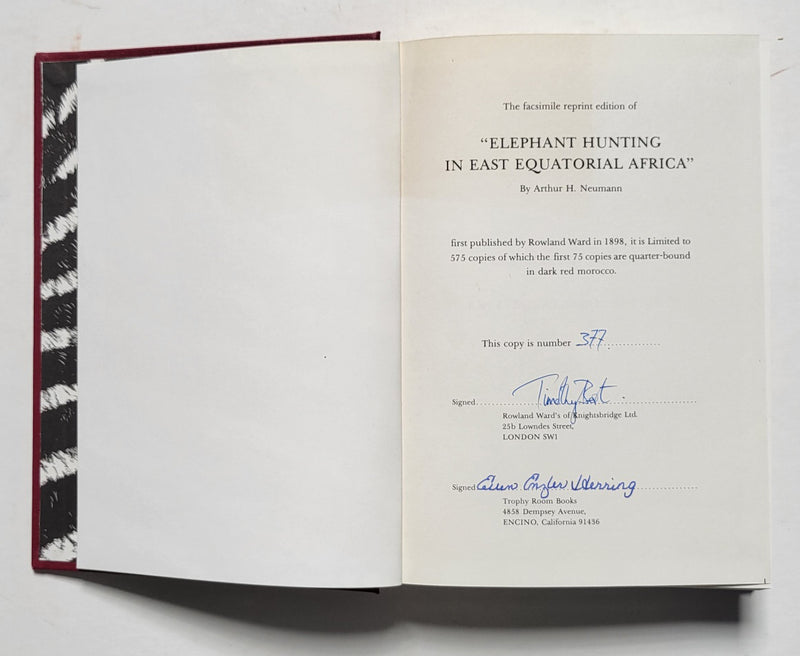 The facsimile reprint edition of
“ELEPHANT HUNTING
IN EAST EQUATORIAL AFRICA”
By Arthur H. Neumann
first published by Rowland Ward in 1898, it is Limited to
575 copies of which the first 75 copies are quarter-bound
in dark red morocco.
This copy is number 377
Signed Timothy
Rowland Ward's of Knightsbridge Ltd.
25b Lowndes Street,
LONDON SW1
Signed Ellen Enzler Herring
Trophy Room Books
4858 Dempsey Avenue,
ENCINO, California 91436